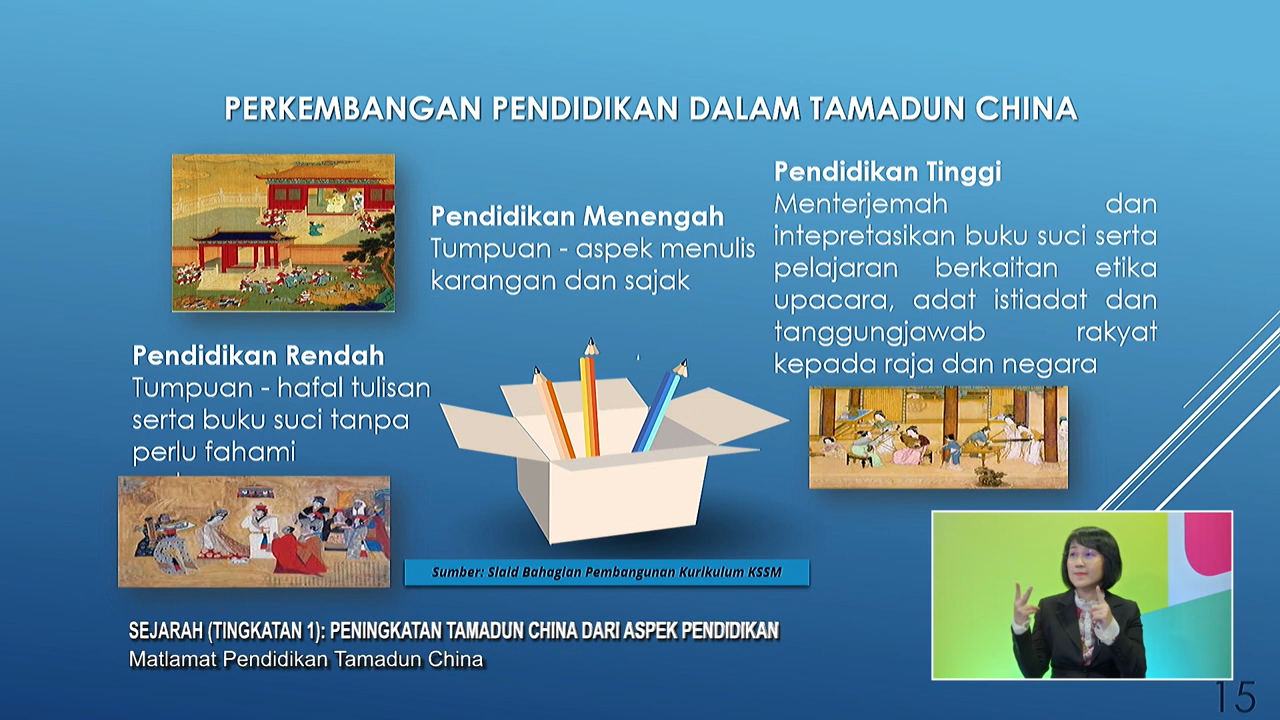 PERKEMBANGAN PENDIDIKAN DALAM TAMADUN CHINA
Pendidikan Rendah
Tumpuan - hafal tulisan
serta buku suci tanpa
perlu fahami
Pendidikan Menengah
Tumpuan - aspek menulis
karangan dan sajak
Pendidikan Tinggi
Menterjemah dan
intepretasikan buku suci serta
pelajaran berkaitan etika
upacara, adat istiadat dan
tanggungjawab rakyat
kepada raja dan negara
Sumber: Slaid Bahagian Pembangunan Kurikulum KSSM
SEJARAH (TINGKATAN 1): PENINGKATAN TAMADUN CHINA DARI ASPEK PENDIDIKAN
Matlamat Pendidikan Tamadun China
15